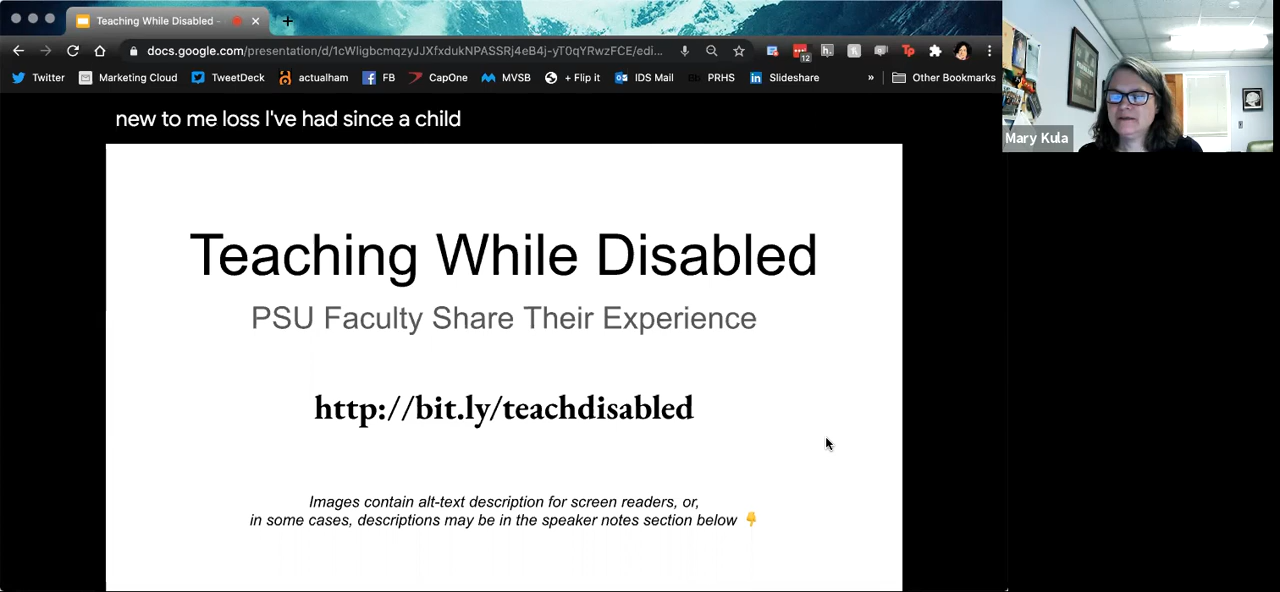 Teaching While Disabled -
docs.google.com/presentation/d/1cWligbcmqzyJJXfxdukNPASSRj4eB4j-yT0qYRwzFCE/edi...
12
h.
Tp
Twitter
Marketing Cloud
TweetDeck
actualham
FB
CapOne
MVSB
+ Flip it
IDS Mail
PRHS
Slideshare
»
Other Bookmarks
new to me loss I've had since a child
Mary Kula
Teaching While Disabled
PSU Faculty Share Their Experience
http://bit.ly/teachdisabled
Images contain alt-text description for screen readers, or,
in some cases, descriptions may be in the speaker notes section below 👇